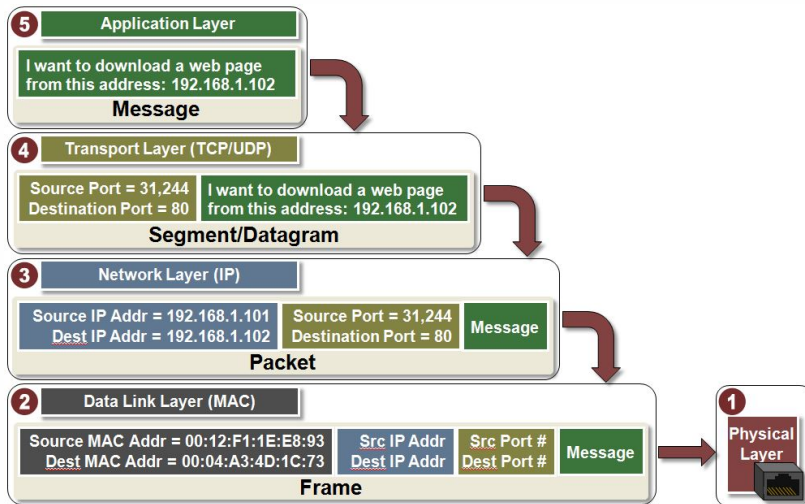 5
Application Layer
I want to download a web page
from this address: 192.168.1.102
Message
4
Transport Layer (TCP/UDP)
Source Port = 31,244
Destination Port = 80
I want to download a web page
from this address: 192.168.1.102
Segment/Datagram
3
Network Layer (IP)
Source IP Addr = 192.168.1.101
Dest IP Addr = 192.168.1.102
Source Port = 31,244
Destination Port = 80
Message
Packet
2
Data Link Layer (MAC)
Source MAC Addr = 00:12:F1:1E:E8:93
Dest MAC Addr = 00:04:A3:4D:1C:73
Src IP Addr
Dest IP Addr
Src Port #
Dest Port #
Message
Frame
1
Physical
Layer